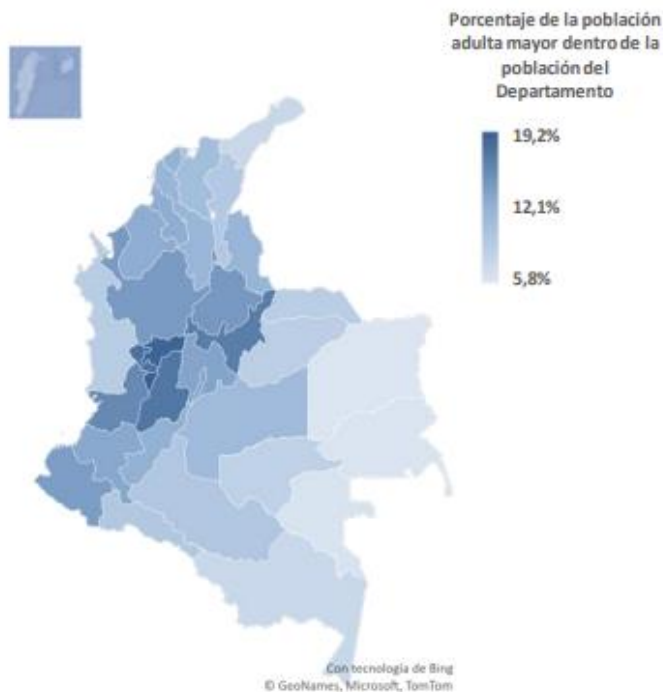 Porcentaje de la población
adulta mayor dentro de la
población del
Departamento
19,2%
12,1%
5,8%
Con tecnología de Bing
© GeoNames, Microsoft, TomTom